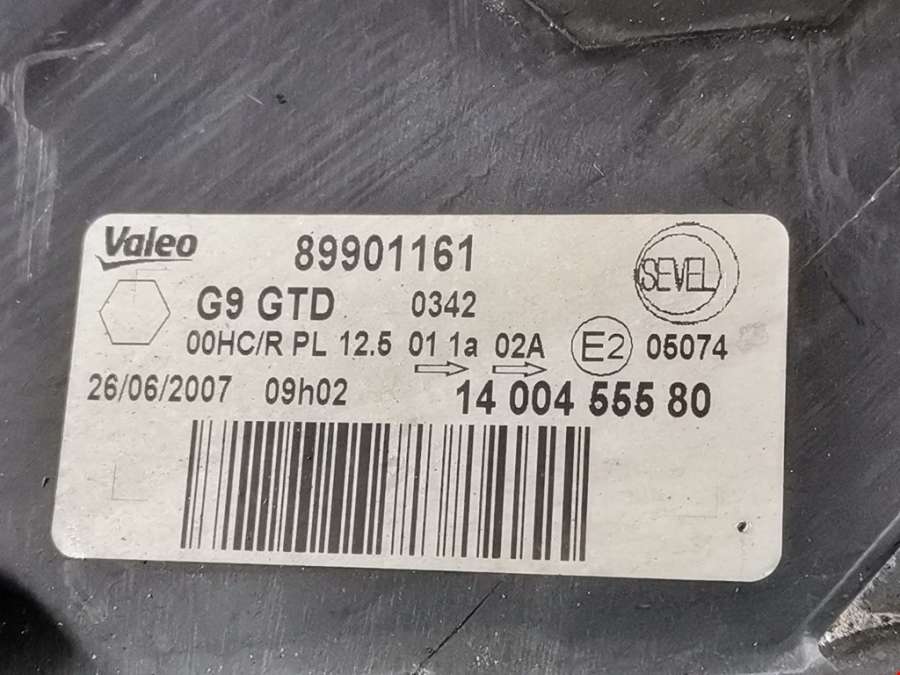 Valeo 89901161 SEVEL
G9 GTD 0342
00HC/R PL 12.5 01 1a 02A E2 05074
26/06/2007 09h02 14 004 555 80